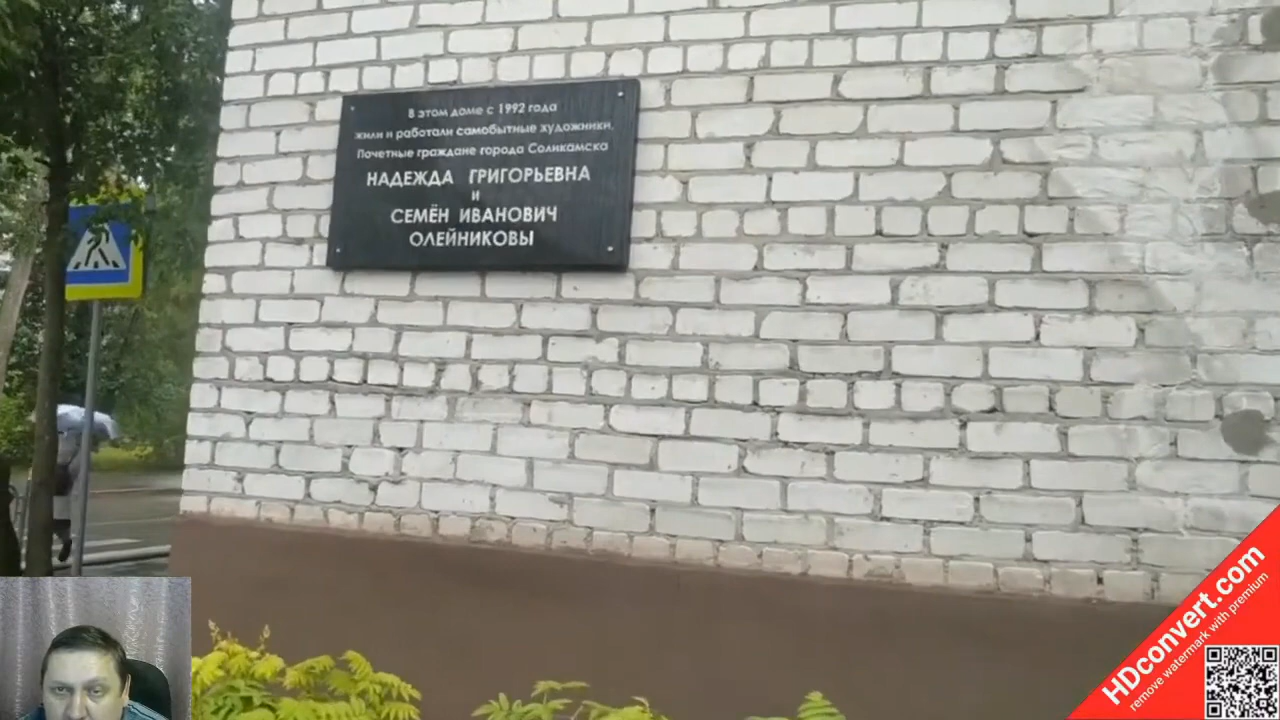 В этом доме с 1992 года
жили и работали самобытные художники,
Почетные граждане города Соликамска
НАДЕЖДА ГРИГОРЬЕВНА
и
СЕМЁН ИВАНОВИЧ
ОЛЕЙНИКОВЫ
HDconvert.com
remove watermark with premium